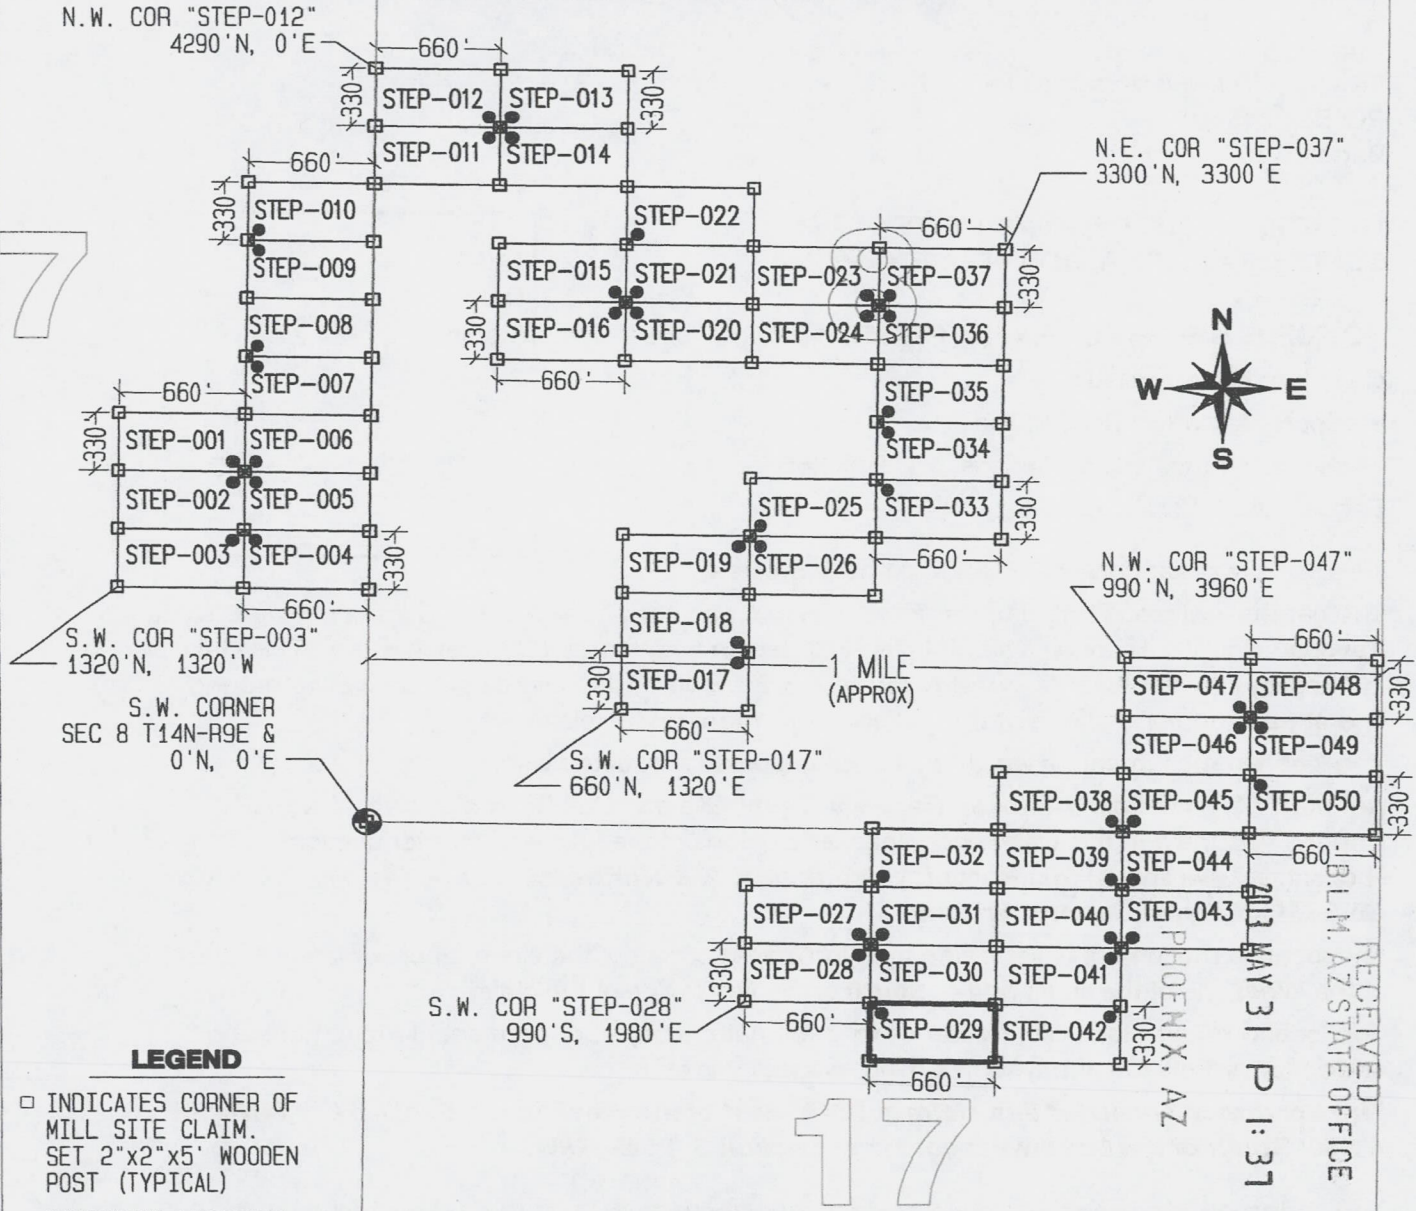 N.W. COR "STEP-012"
4290'N, 0'E
660'
330
STEP-012 STEP-013
330
STEP-011 STEP-014
660'
330
STEP-010
STEP-009
STEP-008
STEP-007
N.E. COR "STEP-037"
3300'N, 3300'E
STEP-022
660'
STEP-015 STEP-021 STEP-023 STEP-037
330
330
STEP-016 STEP-020 STEP-024 STEP-036
660'
STEP-035
STEP-034
7
8
N
W E
S
660'
330
STEP-001 STEP-006
STEP-002 STEP-005
STEP-003 STEP-004
330
660'
STEP-025 STEP-033
330
STEP-019 STEP-026
660'
STEP-018
330
STEP-017
660'
S.W. COR "STEP-003"
1320'N, 1320'W
1 MILE
(APPROX)
N.W. COR "STEP-047"
990'N, 3960'E
660'
STEP-047 STEP-048
330
STEP-046 STEP-049
S.W. CORNER
SEC 8 T14N-R9E &
0'N, 0'E
S.W. COR "STEP-017"
660'N, 1320'E
STEP-038 STEP-045 STEP-050
330
660'
STEP-032 STEP-039 STEP-044
STEP-027 STEP-031 STEP-040 STEP-043
330
STEP-028 STEP-030 STEP-041
660'
STEP-029 STEP-042
330
660'
S.W. COR "STEP-028"
990'S, 1980'E
17
RECEIVED
B.L.M. AZ STATE OFFICE
2013 MAY 31 P 1:37
PHOENIX, AZ
LEGEND
INDICATES CORNER OF
MILL SITE CLAIM.
SET 2"x2"x5' WOODEN
POST (TYPICAL)